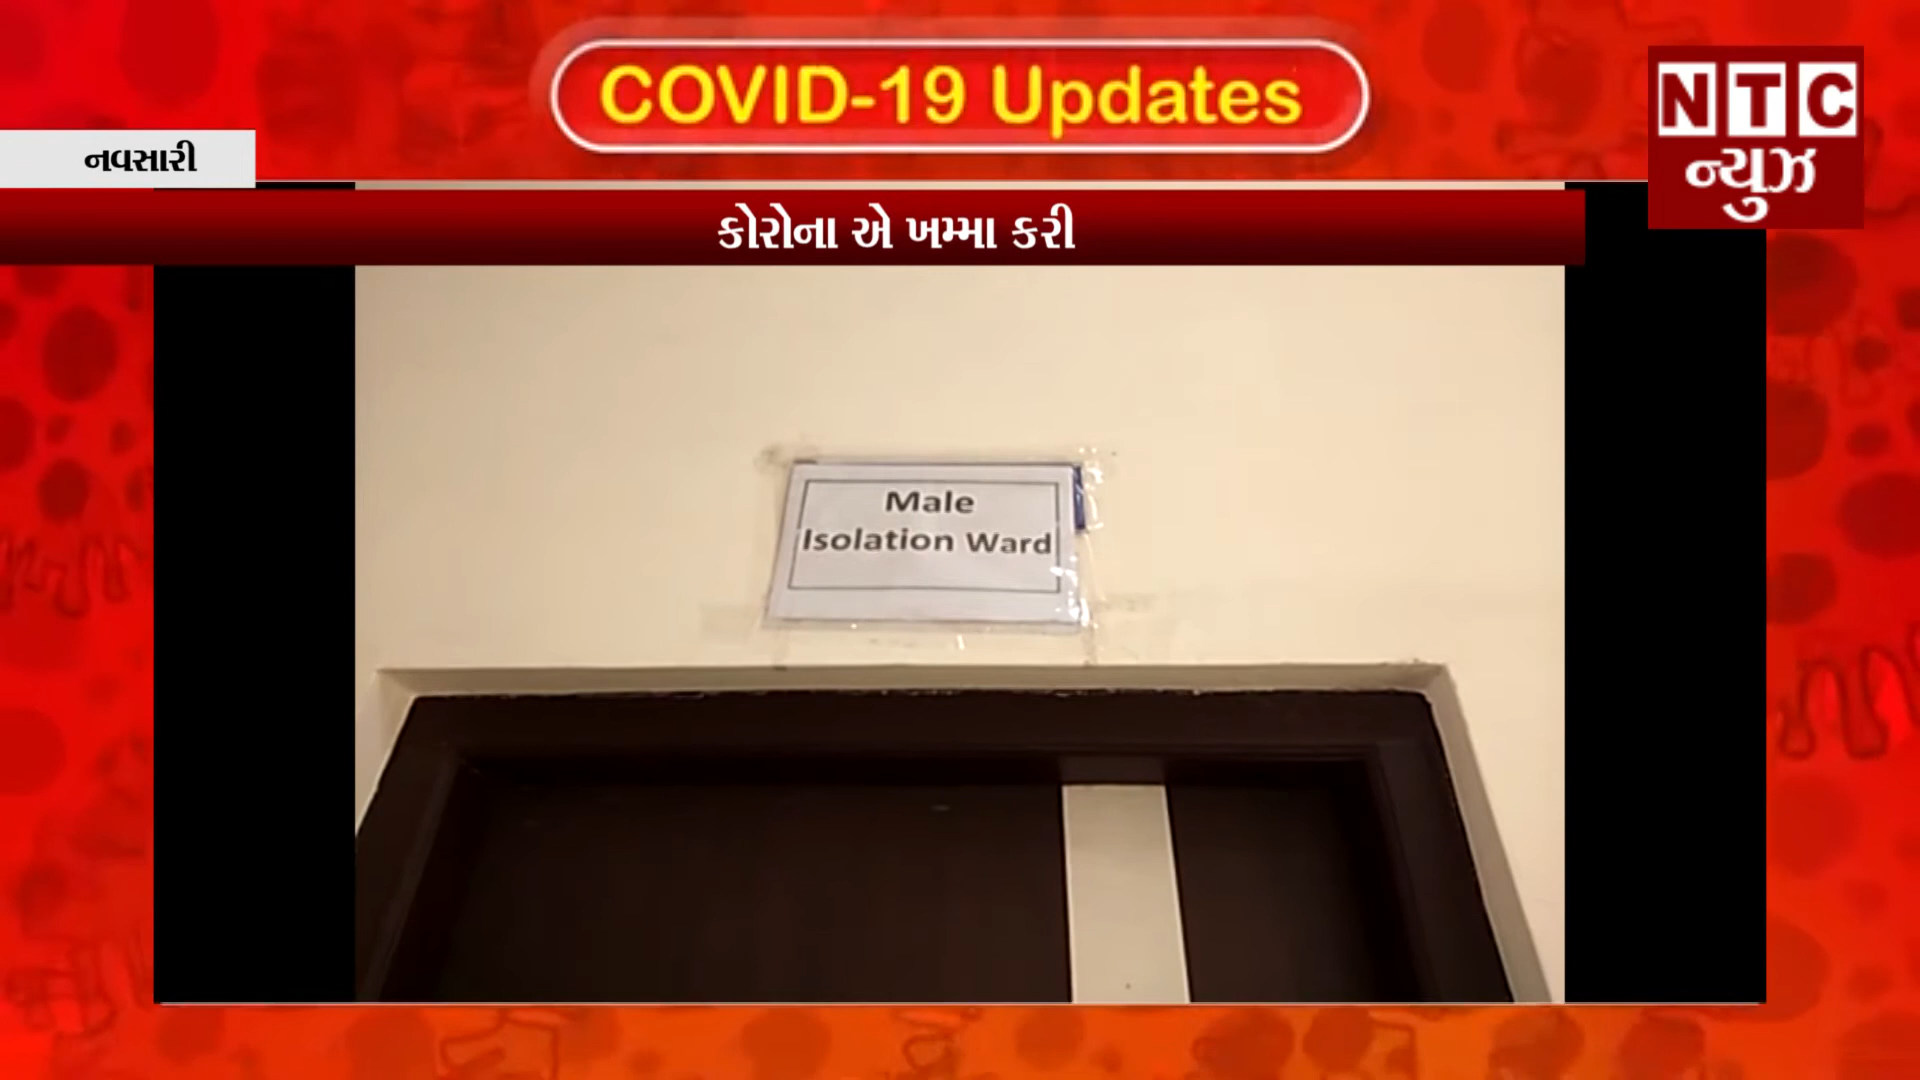 COVID-19 Updates
NTC
ન્યુઝ
નવસારી
કોરોના એ ખમ્મા કરી
Male
Isolation Ward